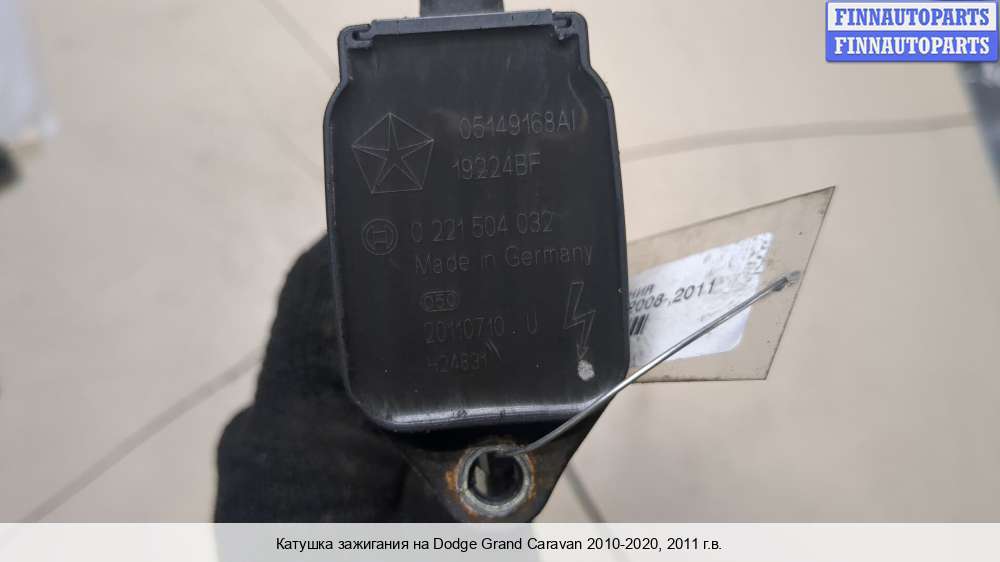 FINNAUTOPARTS
FINNAUTOPARTS
05149168AI
19224BF
0 221 504 032
Made in Germany
050
20110710 . U
H24831
2008-,2011
Катушка зажигания на Dodge Grand Caravan 2010-2020, 2011 г.в.